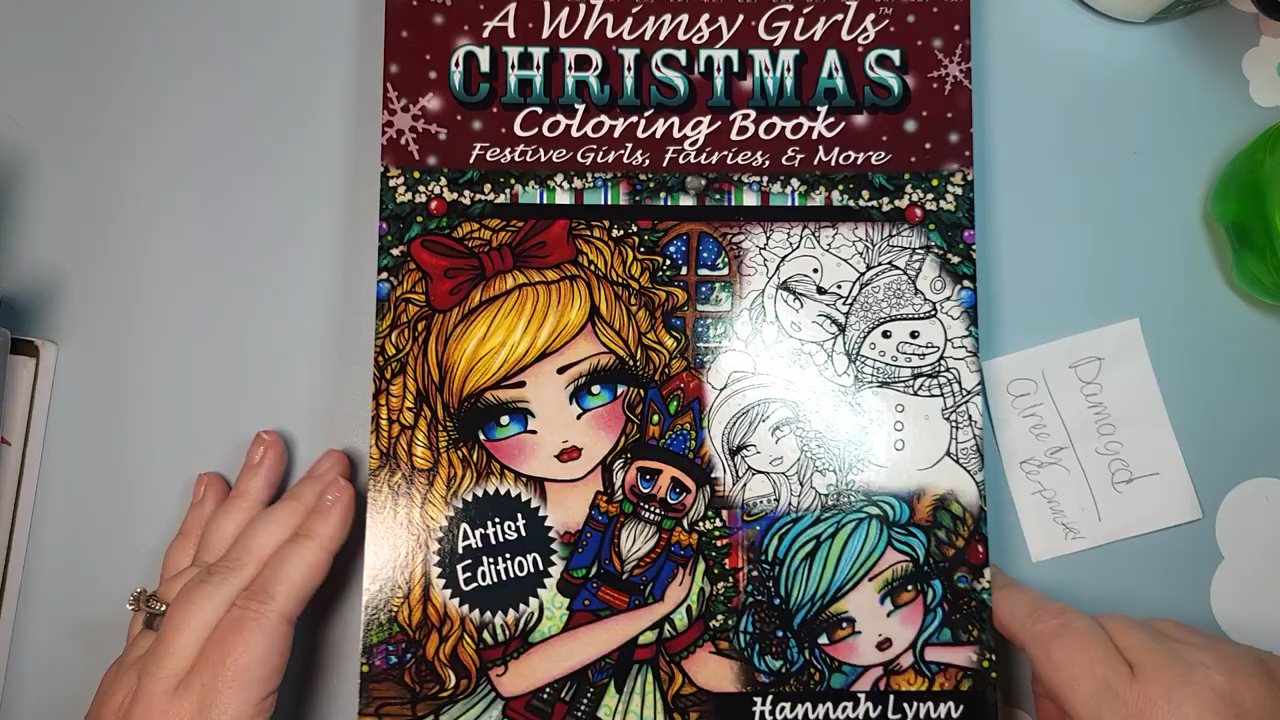 A Whimsy Girls™
CHRISTMAS
Coloring Book
Festive Girls, Fairies, & More
Artist
Edition
Hannah Lynn
Damaged